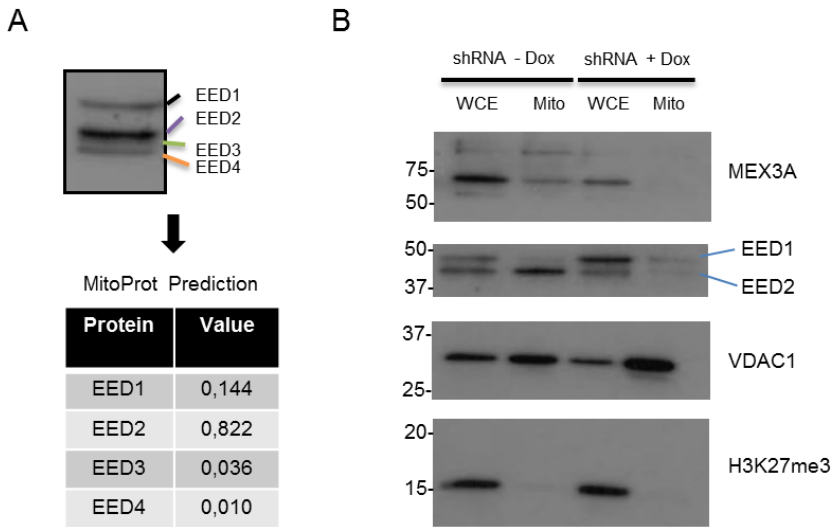 A
EED1
EED2
EED3
EED4
MitoProt Prediction
Protein Value
EED1 0,144
EED2 0,822
EED3 0,036
EED4 0,010
B
shRNA - Dox shRNA + Dox
WCE Mito WCE Mito
75-
50-
MEX3A
50-
37-
EED1
EED2
37-
25-
VDAC1
20-
15-
H3K27me3